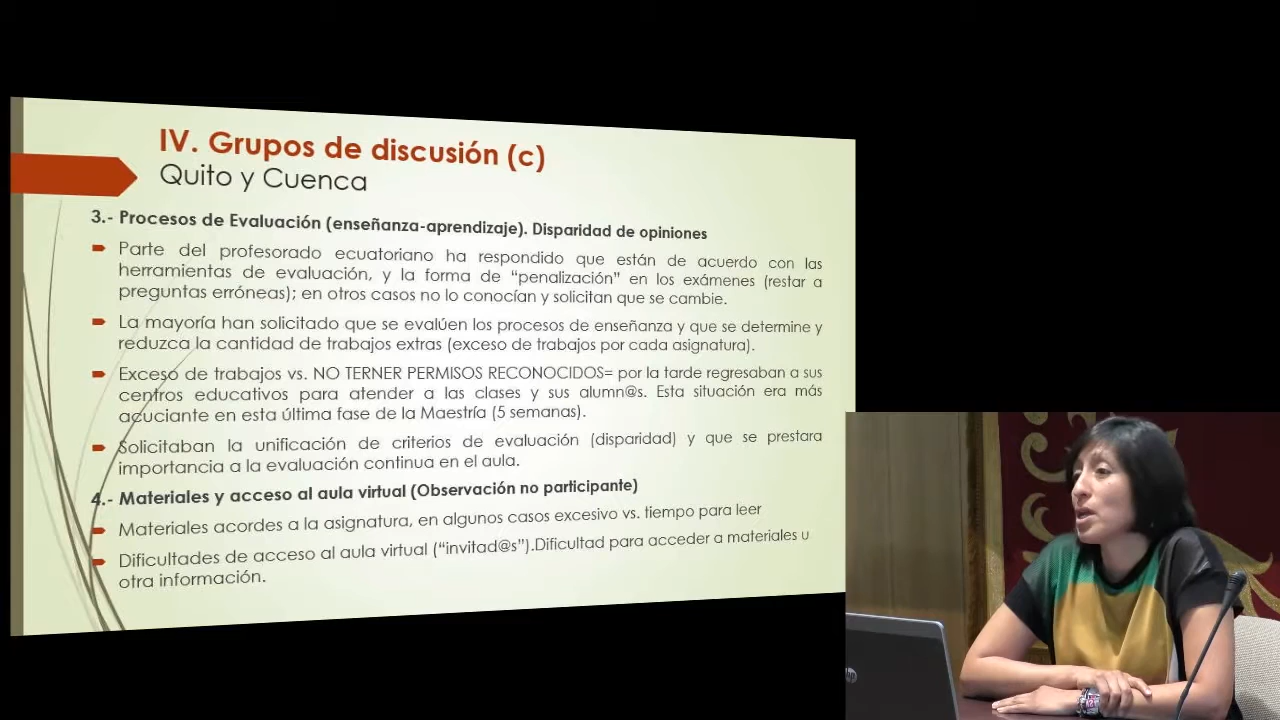 IV. Grupos de discusión (c)
Quito y Cuenca
3.- Procesos de Evaluación (enseñanza-aprendizaje). Disparidad de opiniones
Parte del profesorado ecuatoriano ha respondido que están de acuerdo con las
herramientas de evaluación, y la forma de “penalización” en los exámenes (restar a
preguntas erróneas); en otros casos no lo conocían y solicitan que se cambie.
La mayoría han solicitado que se evalúen los procesos de enseñanza y que se determine y
reduzca la cantidad de trabajos extras (exceso de trabajos por cada asignatura).
Exceso de trabajos vs. NO TERNER PERMISOS RECONOCIDOS= por la tarde regresaban a sus
centros educativos para atender a las clases y sus alumn@s. Esta situación era más
acuciante en esta última fase de la Maestría (5 semanas).
Solicitaban la unificación de criterios de evaluación (disparidad) y que se prestara
importancia a la evaluación continua en el aula.
4.- Materiales y acceso al aula virtual (Observación no participante)
Materiales acordes a la asignatura, en algunos casos excesivo vs. tiempo para leer
Dificultades de acceso al aula virtual (“invitad@s”).Dificultad para acceder a materiales u
otra información.
hp